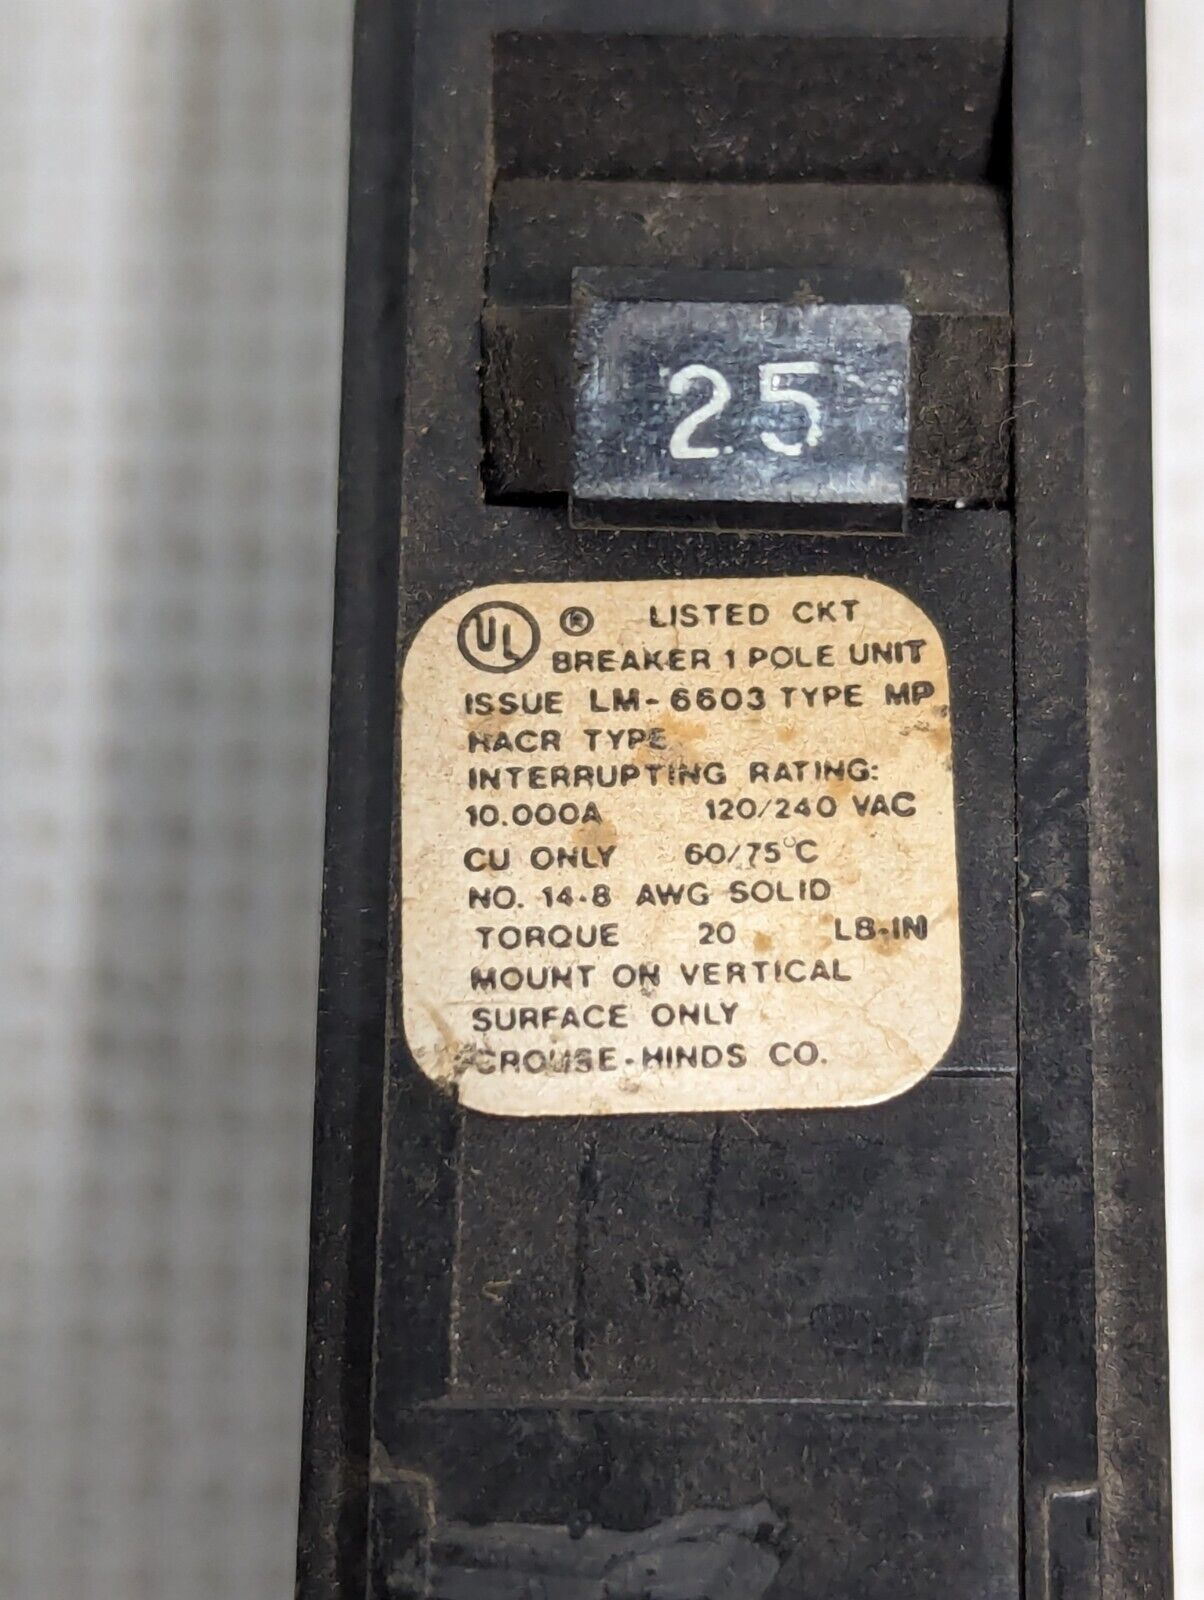 25
UL ® LISTED CKT
BREAKER 1 POLE UNIT
ISSUE LM-6603 TYPE MP
HACR TYPE
INTERRUPTING RATING:
10.000A 120/240 VAC
CU ONLY 60/75°C
NO. 14-8 AWG SOLID
TORQUE 20 LB-IN
MOUNT ON VERTICAL
SURFACE ONLY
CROUSE-HINDS CO.